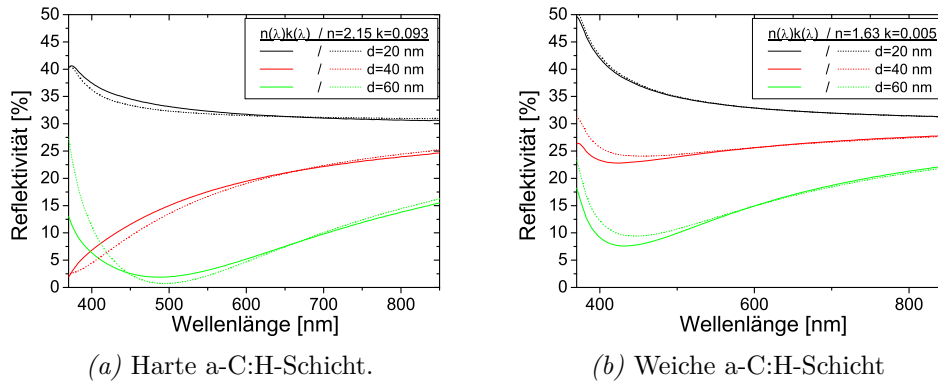 n(λ)k(λ) / n=2,15 k=0.093
/ d=20 nm
/ d=40 nm
/ d=60 nm
Reflektivität [%]
50
45
40
35
30
25
20
15
10
5
0
400 500 600 700 800
Wellenlänge [nm]
(a) Harte a-C:H-Schicht.
n(λ)k(λ) / n=1,63 k=0.005
/ d=20 nm
/ d=40 nm
/ d=60 nm
Reflektivität [%]
50
45
40
35
30
25
20
15
10
5
0
400 600 800
Wellenlänge [nm]
(b) Weiche a-C:H-Schicht